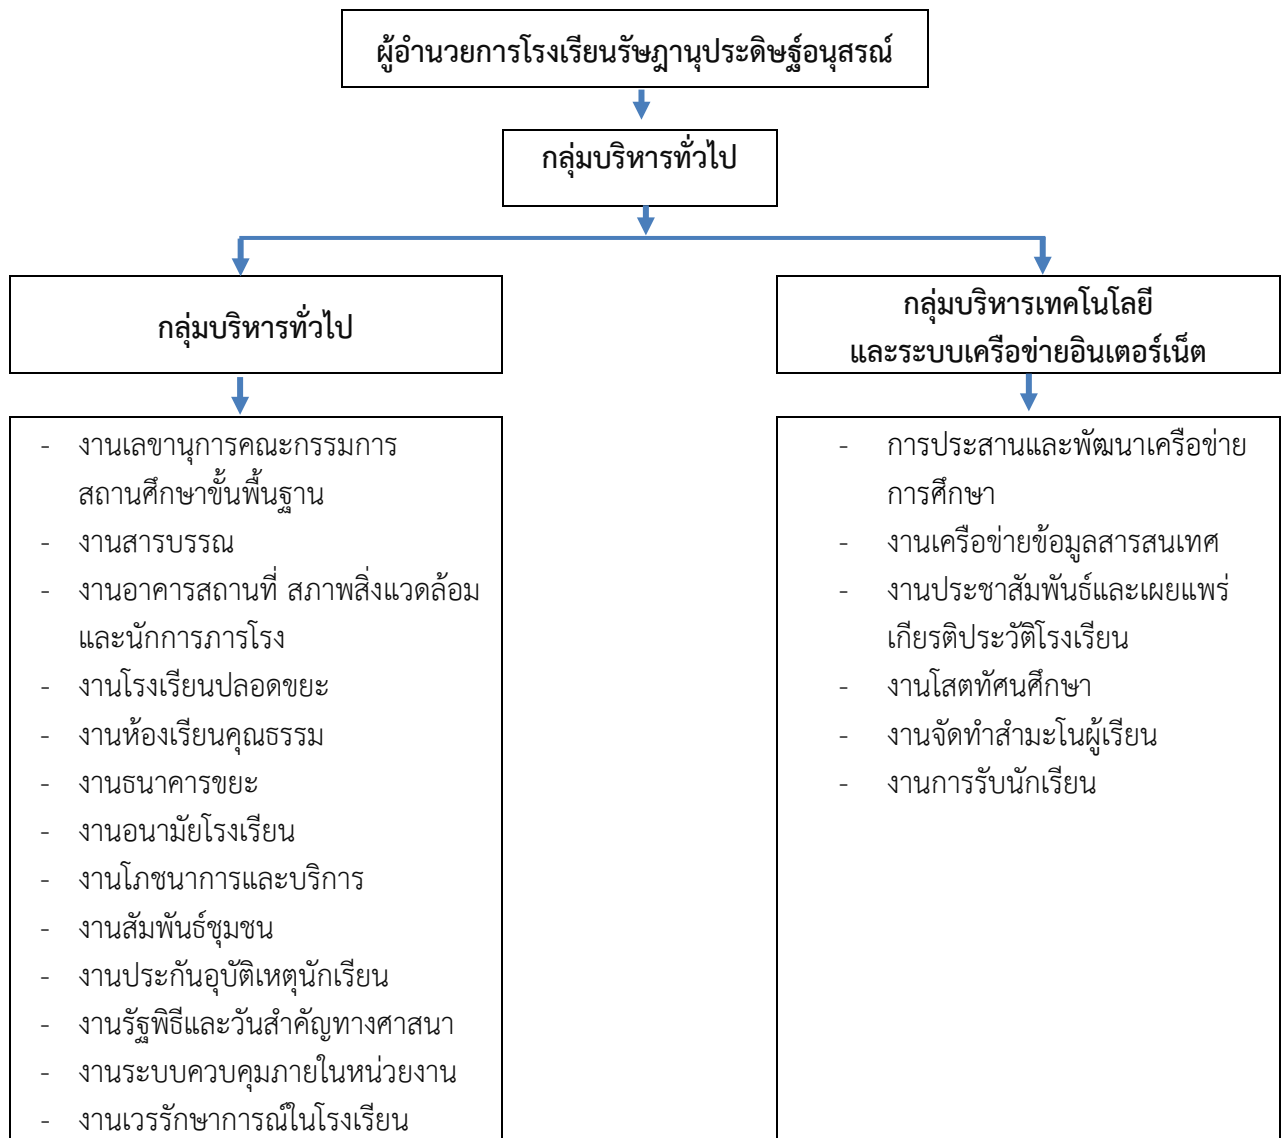 ผู้อำนวยการโรงเรียนรัษฎานุประดิษฐ์อนุสรณ์
กลุ่มบริหารทั่วไป
กลุ่มบริหารทั่วไป
- งานเลขานุการคณะกรรมการ
สถานศึกษาขั้นพื้นฐาน
- งานสารบรรณ
- งานอาคารสถานที่ สภาพสิ่งแวดล้อม
และนักการภารโรง
- งานโรงเรียนปลอดขยะ
- งานห้องเรียนคุณธรรม
- งานธนาคารขยะ
- งานอนามัยโรงเรียน
- งานโภชนาการและบริการ
- งานสัมพันธ์ชุมชน
- งานประกันอุบัติเหตุนักเรียน
- งานรัฐพิธีและวันสำคัญทางศาสนา
- งานระบบควบคุมภายในหน่วยงาน
- งานเวรรักษาการณ์ในโรงเรียน
กลุ่มบริหารเทคโนโลยี
และระบบเครือข่ายอินเตอร์เน็ต
- การประสานและพัฒนาเครือข่าย
การศึกษา
- งานเครือข่ายข้อมูลสารสนเทศ
- งานประชาสัมพันธ์และเผยแพร่
เกียรติประวัติโรงเรียน
- งานโสตทัศนศึกษา
- งานจัดทำสำมะโนผู้เรียน
- งานการรับนักเรียน